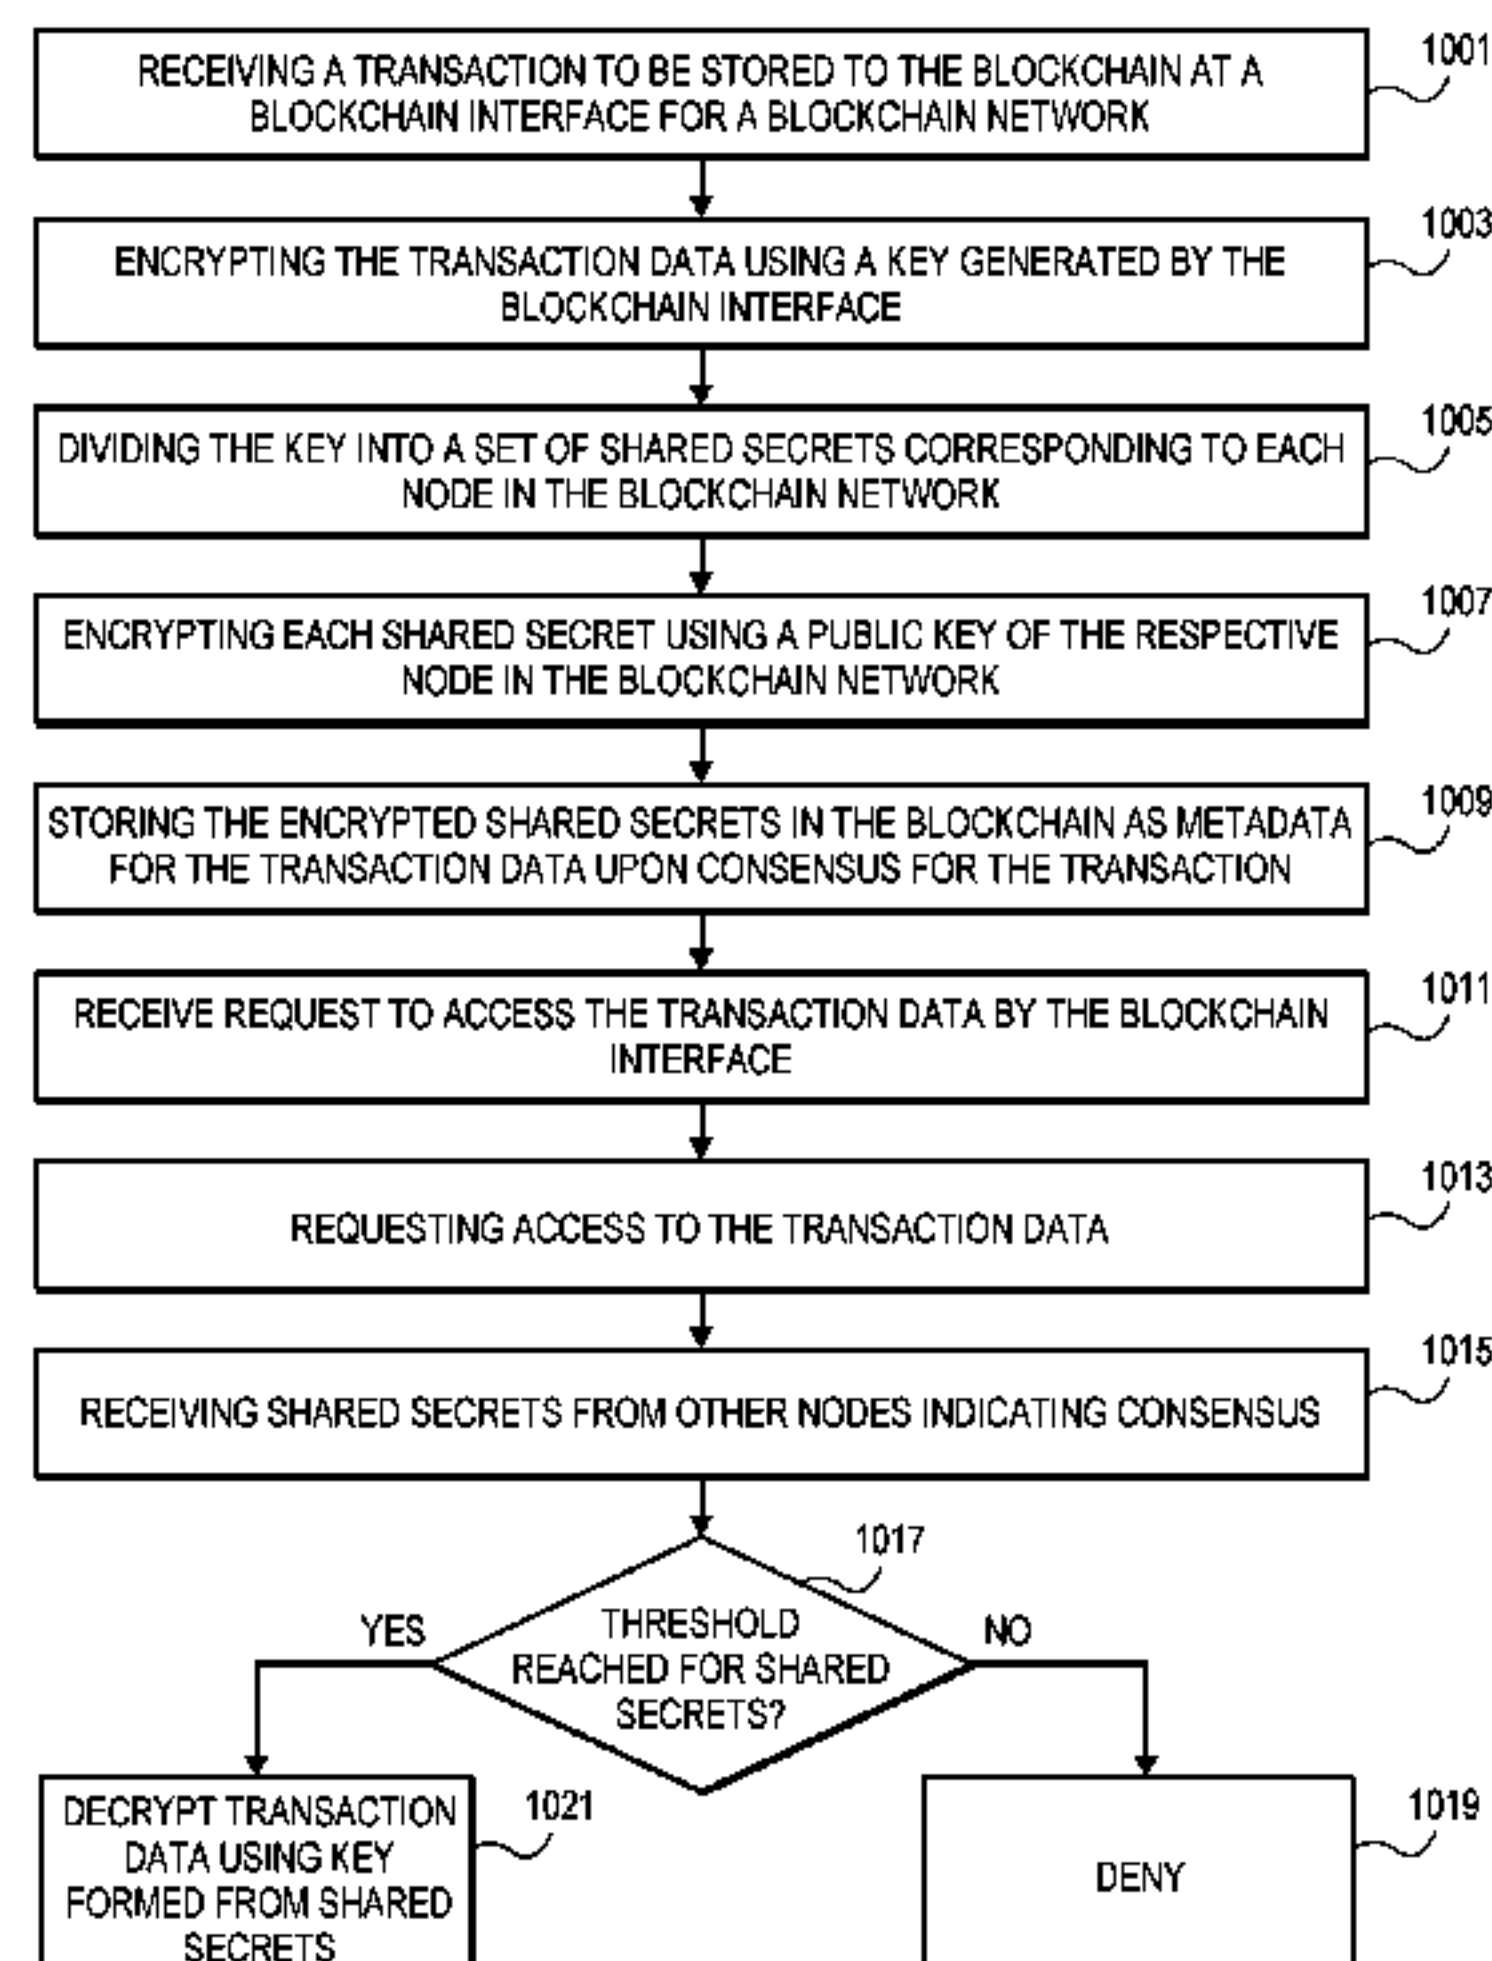 RECEIVING A TRANSACTION TO BE STORED TO THE BLOCKCHAIN AT A
BLOCKCHAIN INTERFACE FOR A BLOCKCHAIN NETWORK
1001
ENCRYPTING THE TRANSACTION DATA USING A KEY GENERATED BY THE
BLOCKCHAIN INTERFACE
1003
DIVIDING THE KEY INTO A SET OF SHARED SECRETS CORRESPONDING TO EACH
NODE IN THE BLOCKCHAIN NETWORK
1005
ENCRYPTING EACH SHARED SECRET USING A PUBLIC KEY OF THE RESPECTIVE
NODE IN THE BLOCKCHAIN NETWORK
1007
STORING THE ENCRYPTED SHARED SECRETS IN THE BLOCKCHAIN AS METADATA
FOR THE TRANSACTION DATA UPON CONSENSUS FOR THE TRANSACTION
1009
RECEIVE REQUEST TO ACCESS THE TRANSACTION DATA BY THE BLOCKCHAIN
INTERFACE
1011
REQUESTING ACCESS TO THE TRANSACTION DATA
1013
RECEIVING SHARED SECRETS FROM OTHER NODES INDICATING CONSENSUS
1015
1017
YES
THRESHOLD
REACHED FOR SHARED
SECRETS?
NO
DECRYPT TRANSACTION
DATA USING KEY
FORMED FROM SHARED
SECRETS
1021
DENY
1019